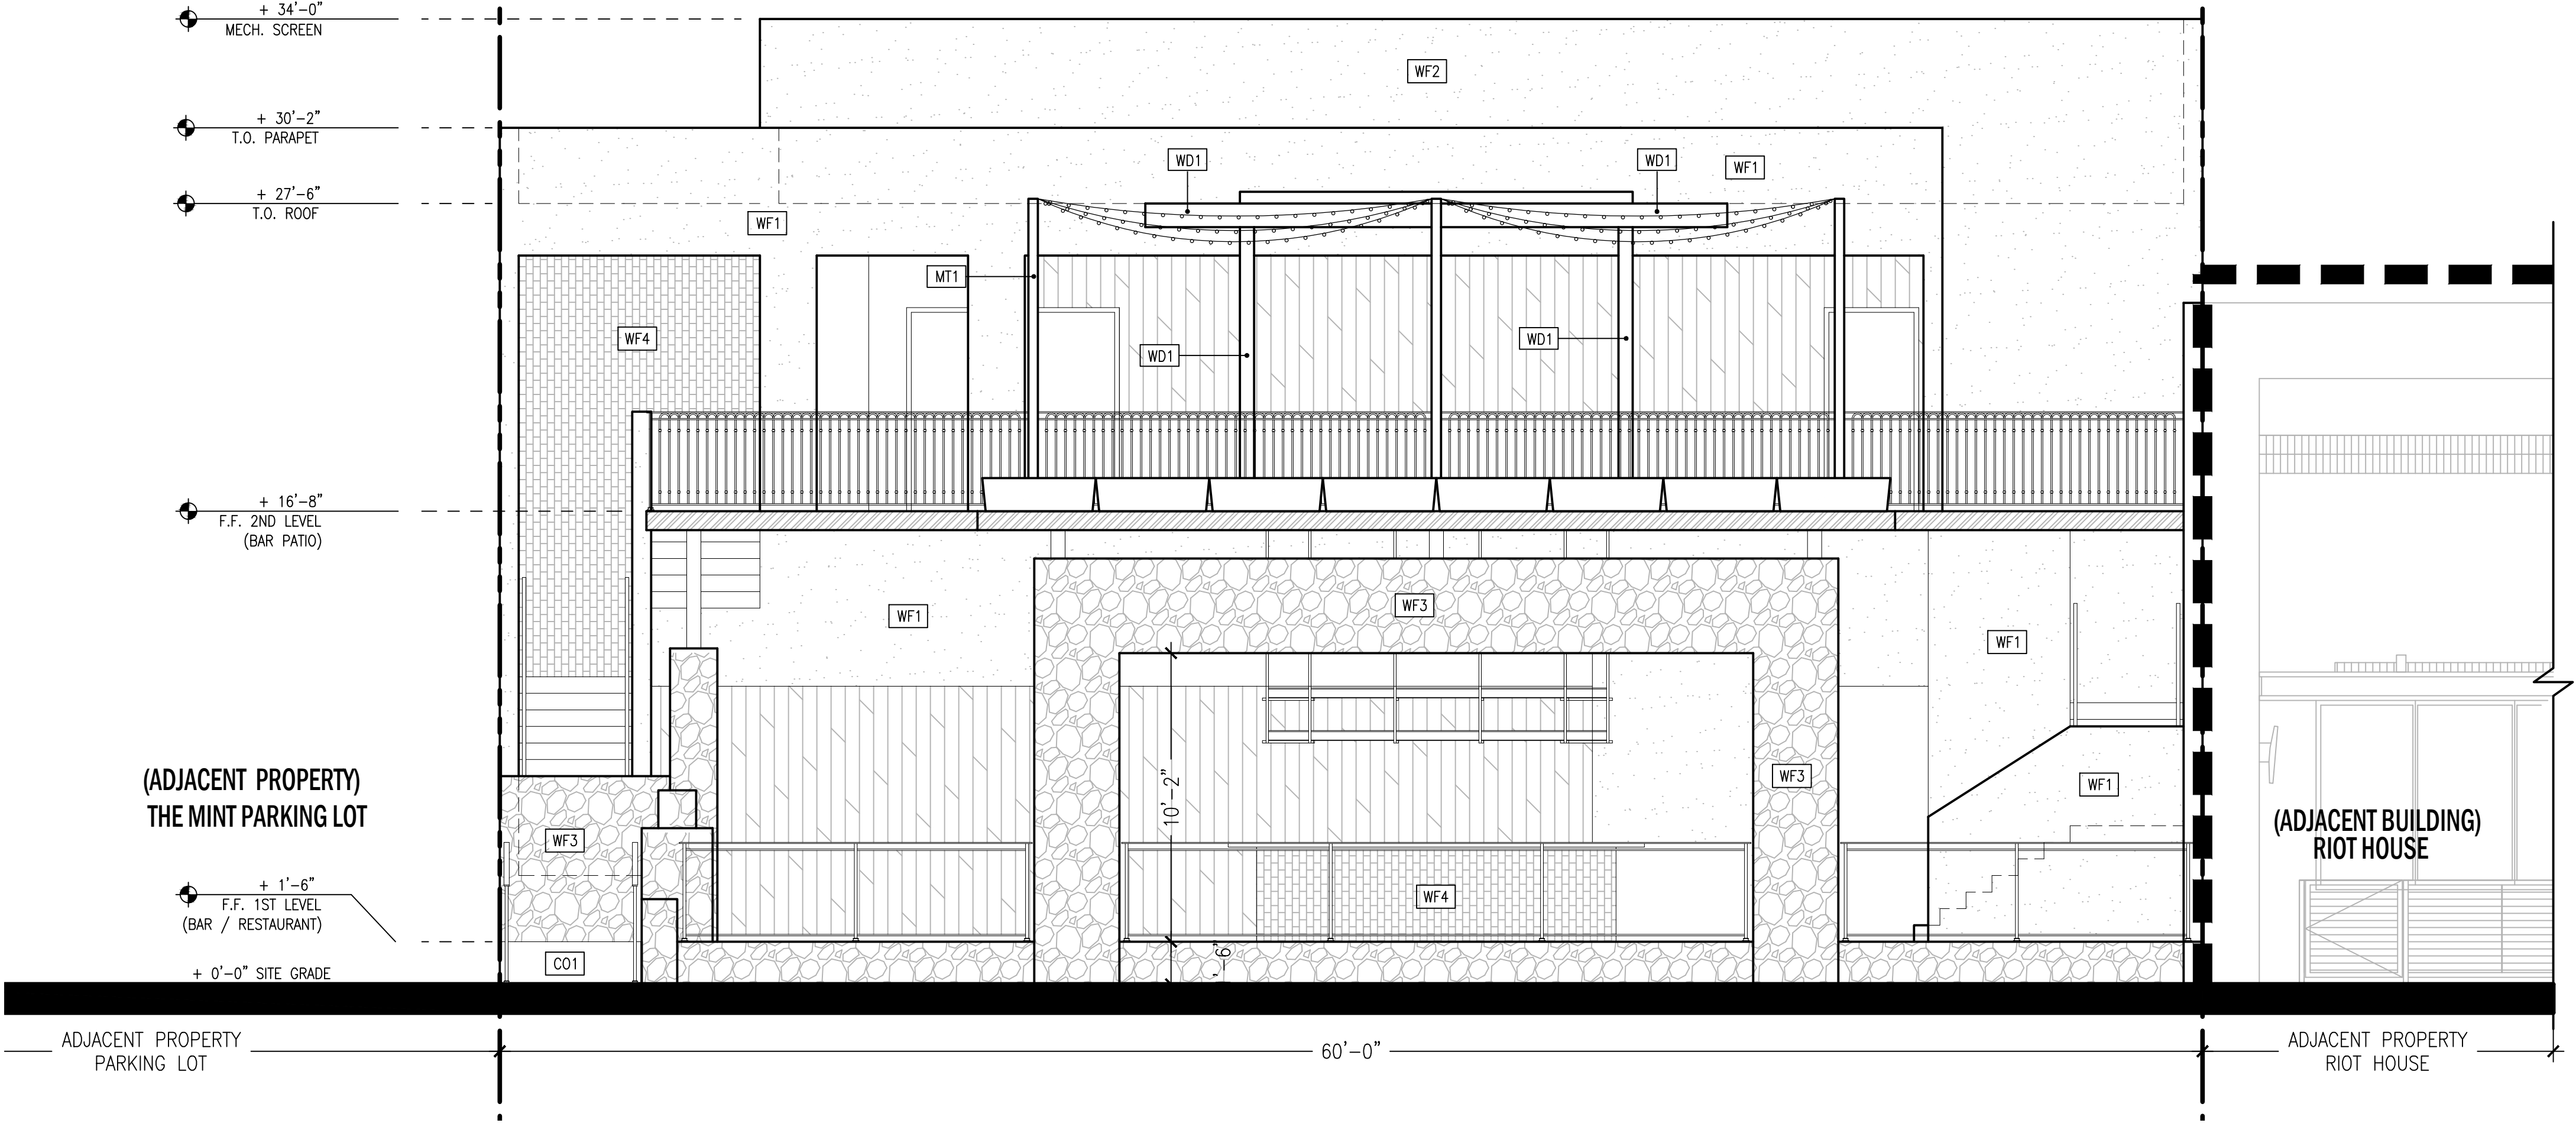 + 34'-0"
MECH. SCREEN
WF2
+ 30'-2"
T.O. PARAPET
WD1
WD1
WF1
+ 27'-6"
T.O. ROOF
WF1
MT1
WF4
WD1
WD1
+ 16'-8"
F.F. 2ND LEVEL
(BAR PATIO)
WF1
WF3
WF1
(ADJACENT PROPERTY)
THE MINT PARKING LOT
10'-2"
WF3
WF1
(ADJACENT BUILDING)
RIOT HOUSE
WF3
+ 1'-6"
F.F. 1ST LEVEL
(BAR / RESTAURANT)
WF4
CO1
'-6"
+ 0'-0" SITE GRADE
ADJACENT PROPERTY
PARKING LOT
60'-0"
ADJACENT PROPERTY
RIOT HOUSE